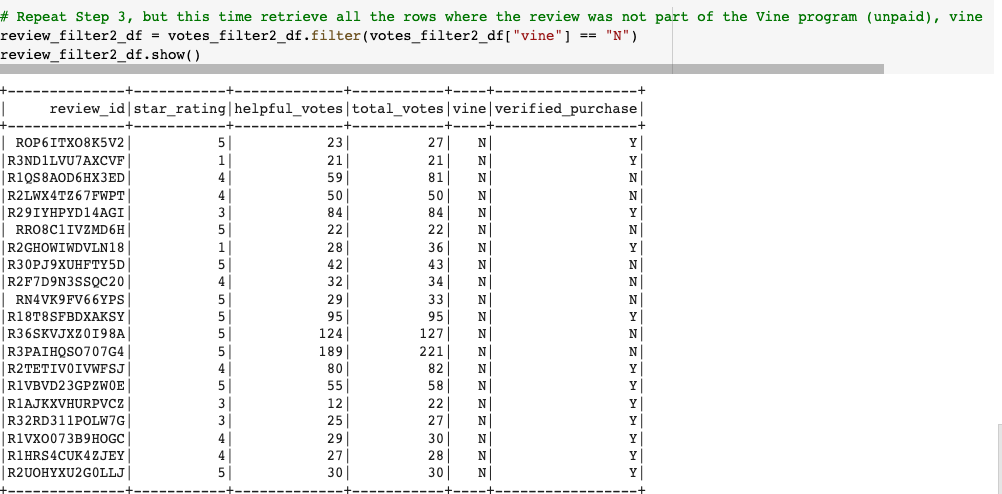 # Repeat Step 3, but this time retrieve all the rows where the review was not part of the Vine program (unpaid), vine
review_filter2_df = votes_filter2_df.filter(votes_filter2_df["vine"] == "N")
review_filter2_df.show()
+--------------+-----------+-------------+-----------+----+-----------------+
|     review_id|star_rating|helpful_votes|total_votes|vine|verified_purchase|
+--------------+-----------+-------------+-----------+----+-----------------+
| ROP6ITXO8K5V2|          5|           23|         27|   N|                Y|
|R3ND1LVU7AXCVF|          1|           21|         21|   N|                Y|
|R1QS8AOD6HX3ED|          4|           59|         81|   N|                N|
|R2LWX4TZ67FWPT|          4|           50|         50|   N|                N|
|R29IYHPYD14AGI|          3|           84|         84|   N|                Y|
| RRO8C1IVZMD6H|          5|           22|         22|   N|                N|
|R2GHOWIWDVLN18|          1|           28|         36|   N|                Y|
|R30PJ9XUHFTY5D|          5|           42|         43|   N|                N|
|R2F7D9N3SSQC20|          4|           32|         34|   N|                N|
| RN4VK9FV66YPS|          5|           29|         33|   N|                N|
|R18T8SFBDXAKSY|          5|           95|         95|   N|                Y|
|R36SKVJXZ0I98A|          5|          124|        127|   N|                N|
|R3PAIHQSO707G4|          5|          189|        221|   N|                N|
|R2TETIV0IVWFSJ|          4|           80|         82|   N|                Y|
|R1VBVD23GPZW0E|          5|           55|         58|   N|                Y|
|R1AJKXVHURPVCZ|          3|           12|         22|   N|                Y|
|R32RD311POLW7G|          3|           25|         27|   N|                Y|
|R1VXO073B9HOGC|          4|           29|         30|   N|                Y|
|R1HRS4CUK4ZJEY|          4|           27|         28|   N|                Y|
|R2UOHYXU2G0LLJ|          5|           30|         30|   N|                Y|
+--------------+-----------+-------------+-----------+----+-----------------+